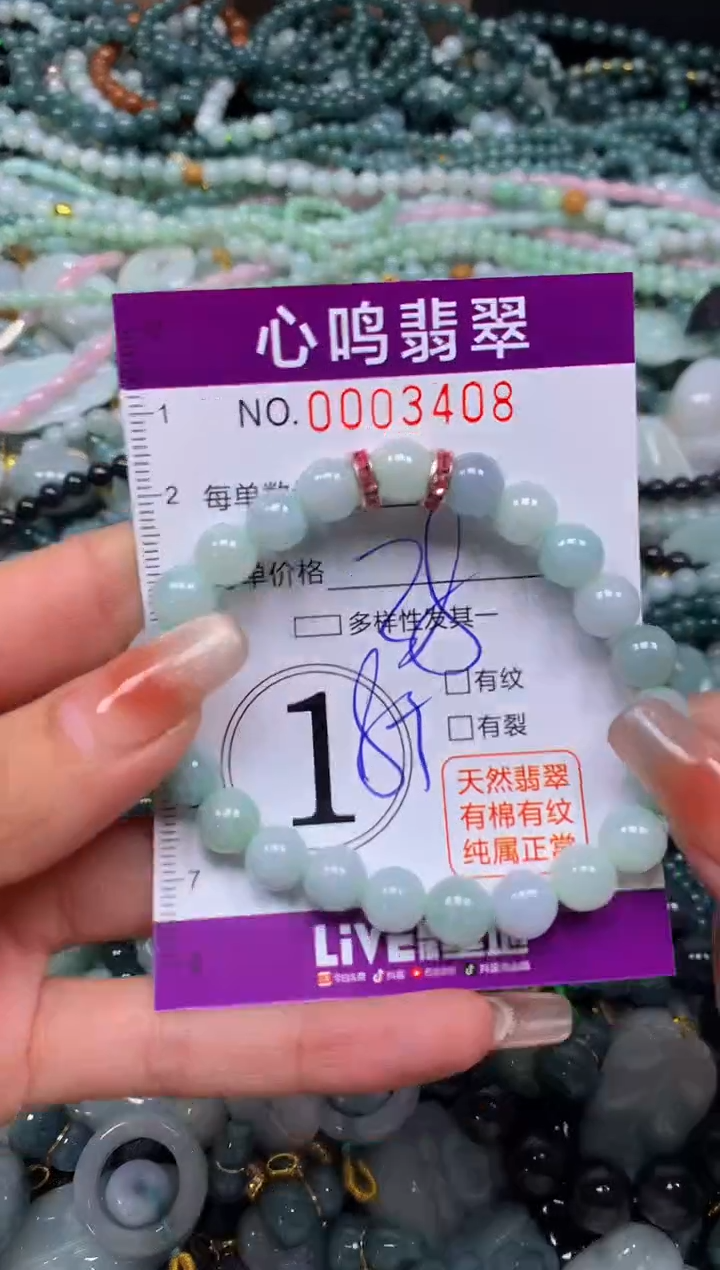 心鸣翡翠
NO.0003408
1
2 每单数
单价格 28
多样性发其一
有纹
1
有裂
天然翡翠
有棉有纹
纯属正常
7
LiVE